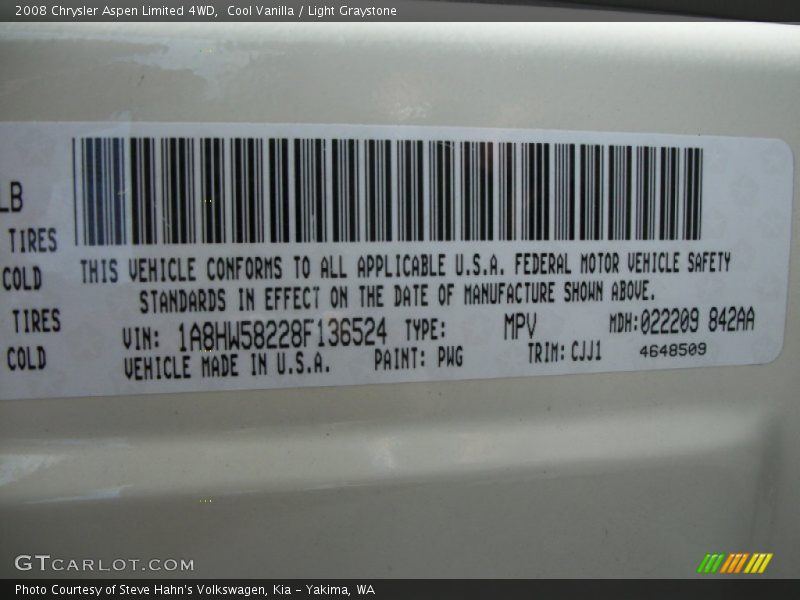 2008 Chrysler Aspen Limited 4WD, Cool Vanilla / Light Graystone
LB
TIRES
COLD
TIRES
COLD
THIS VEHICLE CONFORMS TO ALL APPLICABLE U.S.A. FEDERAL MOTOR VEHICLE SAFETY
STANDARDS IN EFFECT ON THE DATE OF MANUFACTURE SHOWN ABOVE.
VIN: 1A8HW58228F136524 TYPE: MPV MDH:022209 842AA
VEHICLE MADE IN U.S.A. PAINT: PWG TRIM: CJJ1 4648509
GTCARLOT.COM
Photo Courtesy of Steve Hahn's Volkswagen, Kia – Yakima, WA